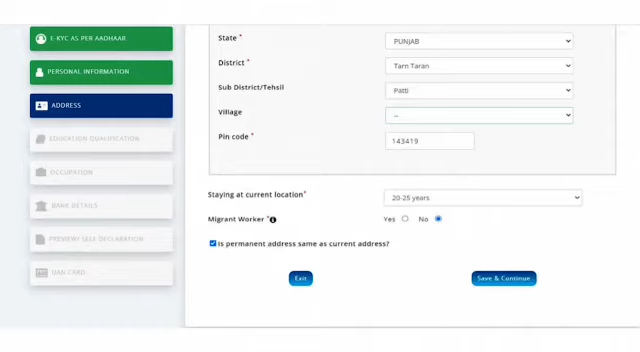 E-KYC AS PER AADHAAR
PERSONAL INFORMATION
ADDRESS
EDUCATION QUALIFICATION
OCCUPATION
BANK DETAILS
PREVIEW/ SELF DECLARATION
UAN CARD
State * PUNJAB
District * Tarn Taran
Sub District/Tehsil Patti
Village --
Pin code * 143419
Staying at current location* 20-25 years
Migrant Worker * Yes No
Is permanent address same as current address?
Exit Save & Continue